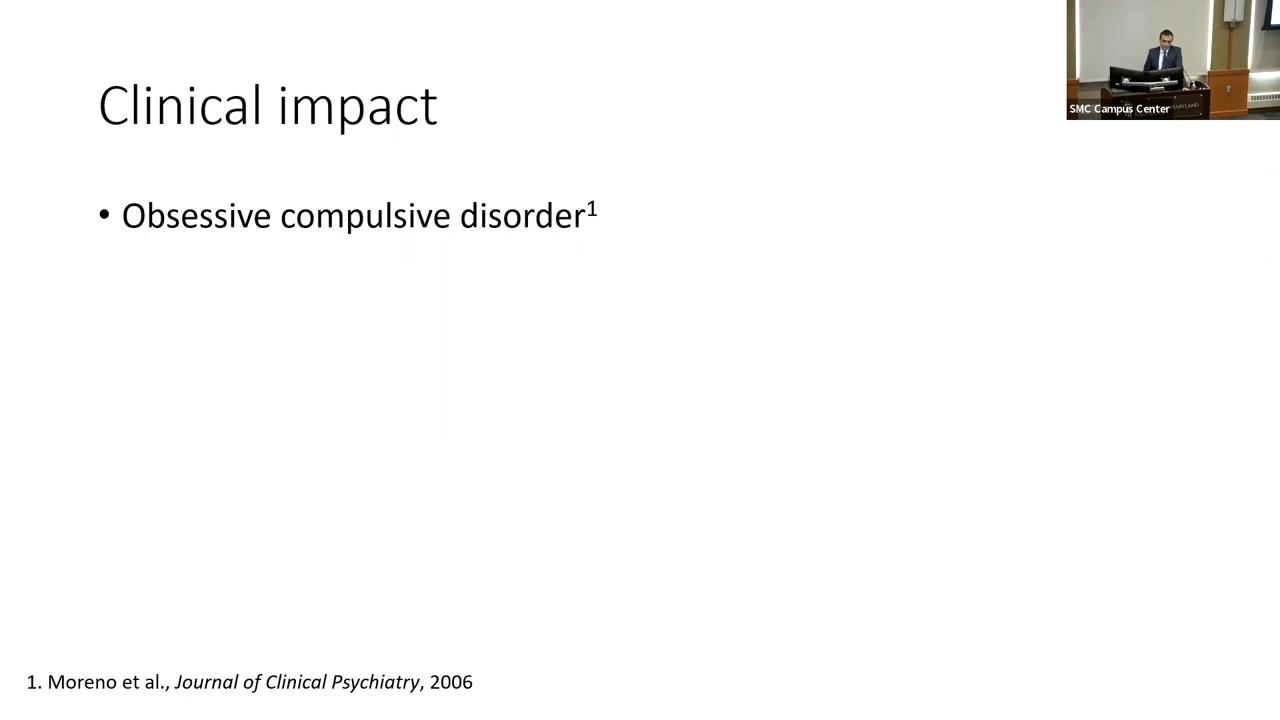 Clinical impact
SMC Campus Center
• Obsessive compulsive disorder¹
1. Moreno et al., Journal of Clinical Psychiatry, 2006